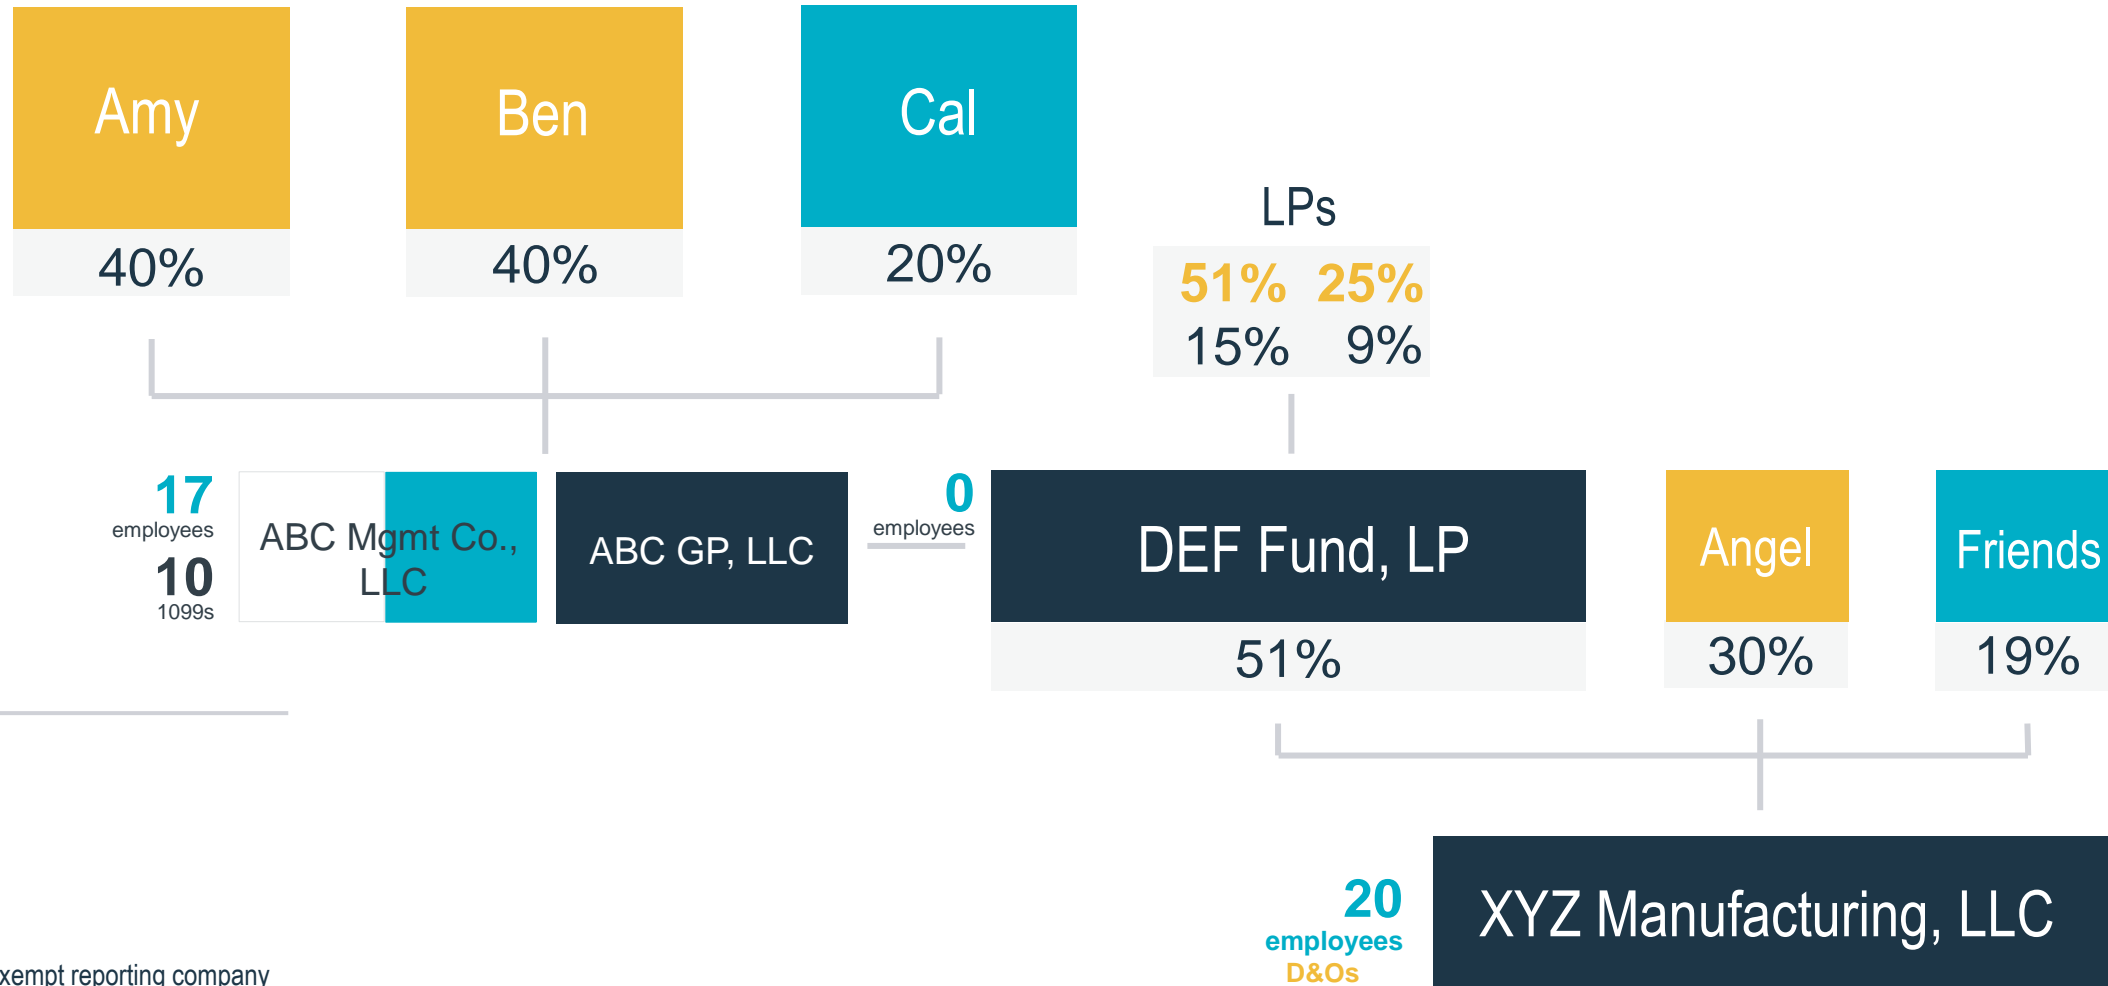 Amy
Ben
Cal
40%
40%
20%
LPs
51% 25%
15% 9%
17
employees
10
1099s
ABC Mgmt Co.,
LLC
ABC GP, LLC
0
employees
DEF Fund, LP
51%
Angel
30%
Friends
19%
20
employees
D&Os
XYZ Manufacturing, LLC
xempt reporting company